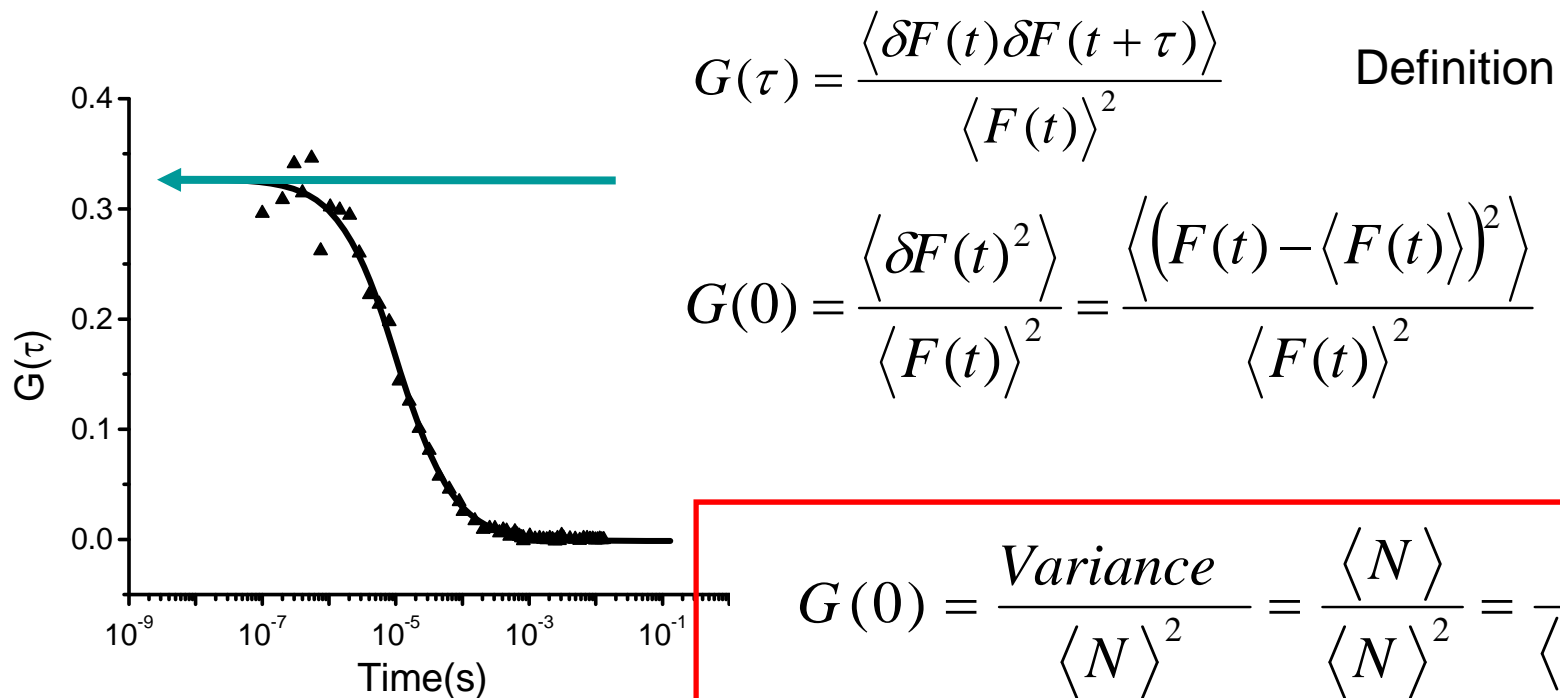 G(τ) = ⟨δF(t)δF(t + τ)⟩ / ⟨F(t)⟩²
Definition
G(0) = ⟨δF(t)²⟩ / ⟨F(t)⟩² = ⟨(F(t) − ⟨F(t)⟩)²⟩ / ⟨F(t)⟩²
G(0) = Variance / ⟨N⟩² = ⟨N⟩ / ⟨N⟩² =
0.4
0.3
0.2
0.1
0.0
G(τ)
10⁻⁹ 10⁻⁷ 10⁻⁵ 10⁻³ 10⁻¹
Time(s)